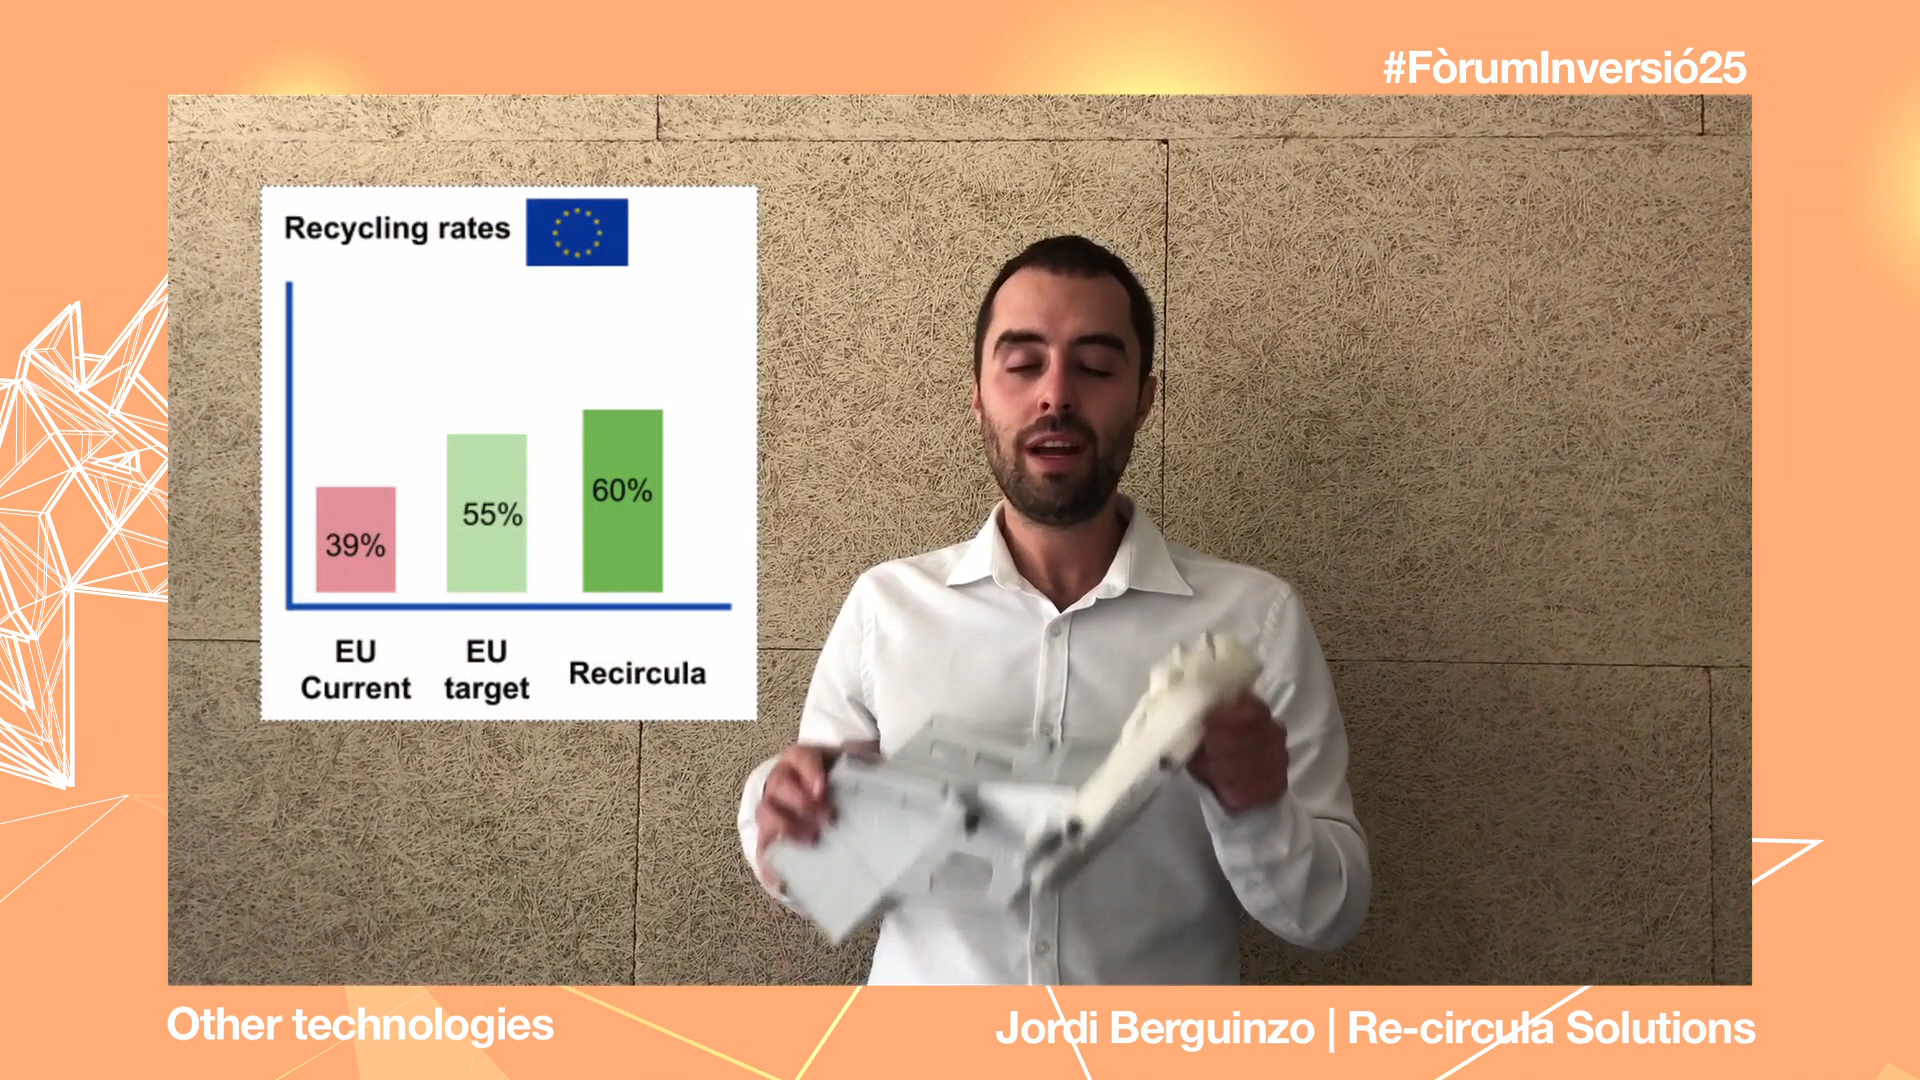 #FòrumInversió25
Recycling rates
39%
55%
60%
EU
Current
EU
target
Recircula
Other technologies
Jordi Berguinzo | Re-circula Solutions